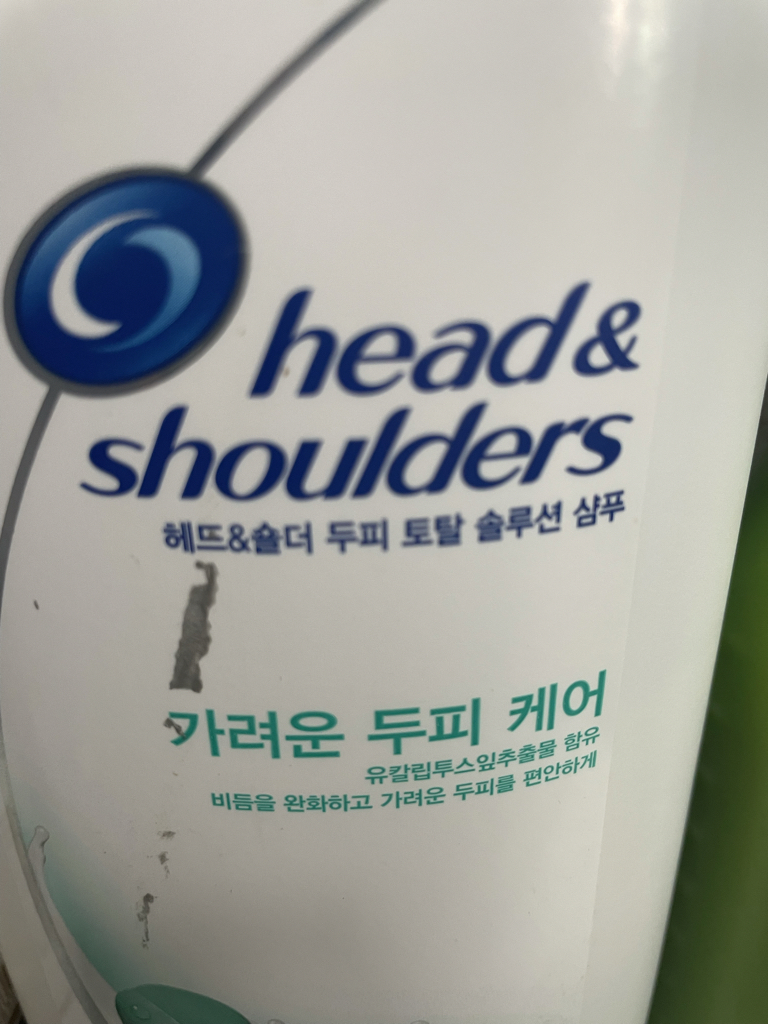 head &
shoulders
헤드&숄더 두피 토탈 솔루션 샴푸
가려운 두피 케어
유칼립투스잎추출물 함유
비듬을 완화하고 가려운 두피를 편안하게